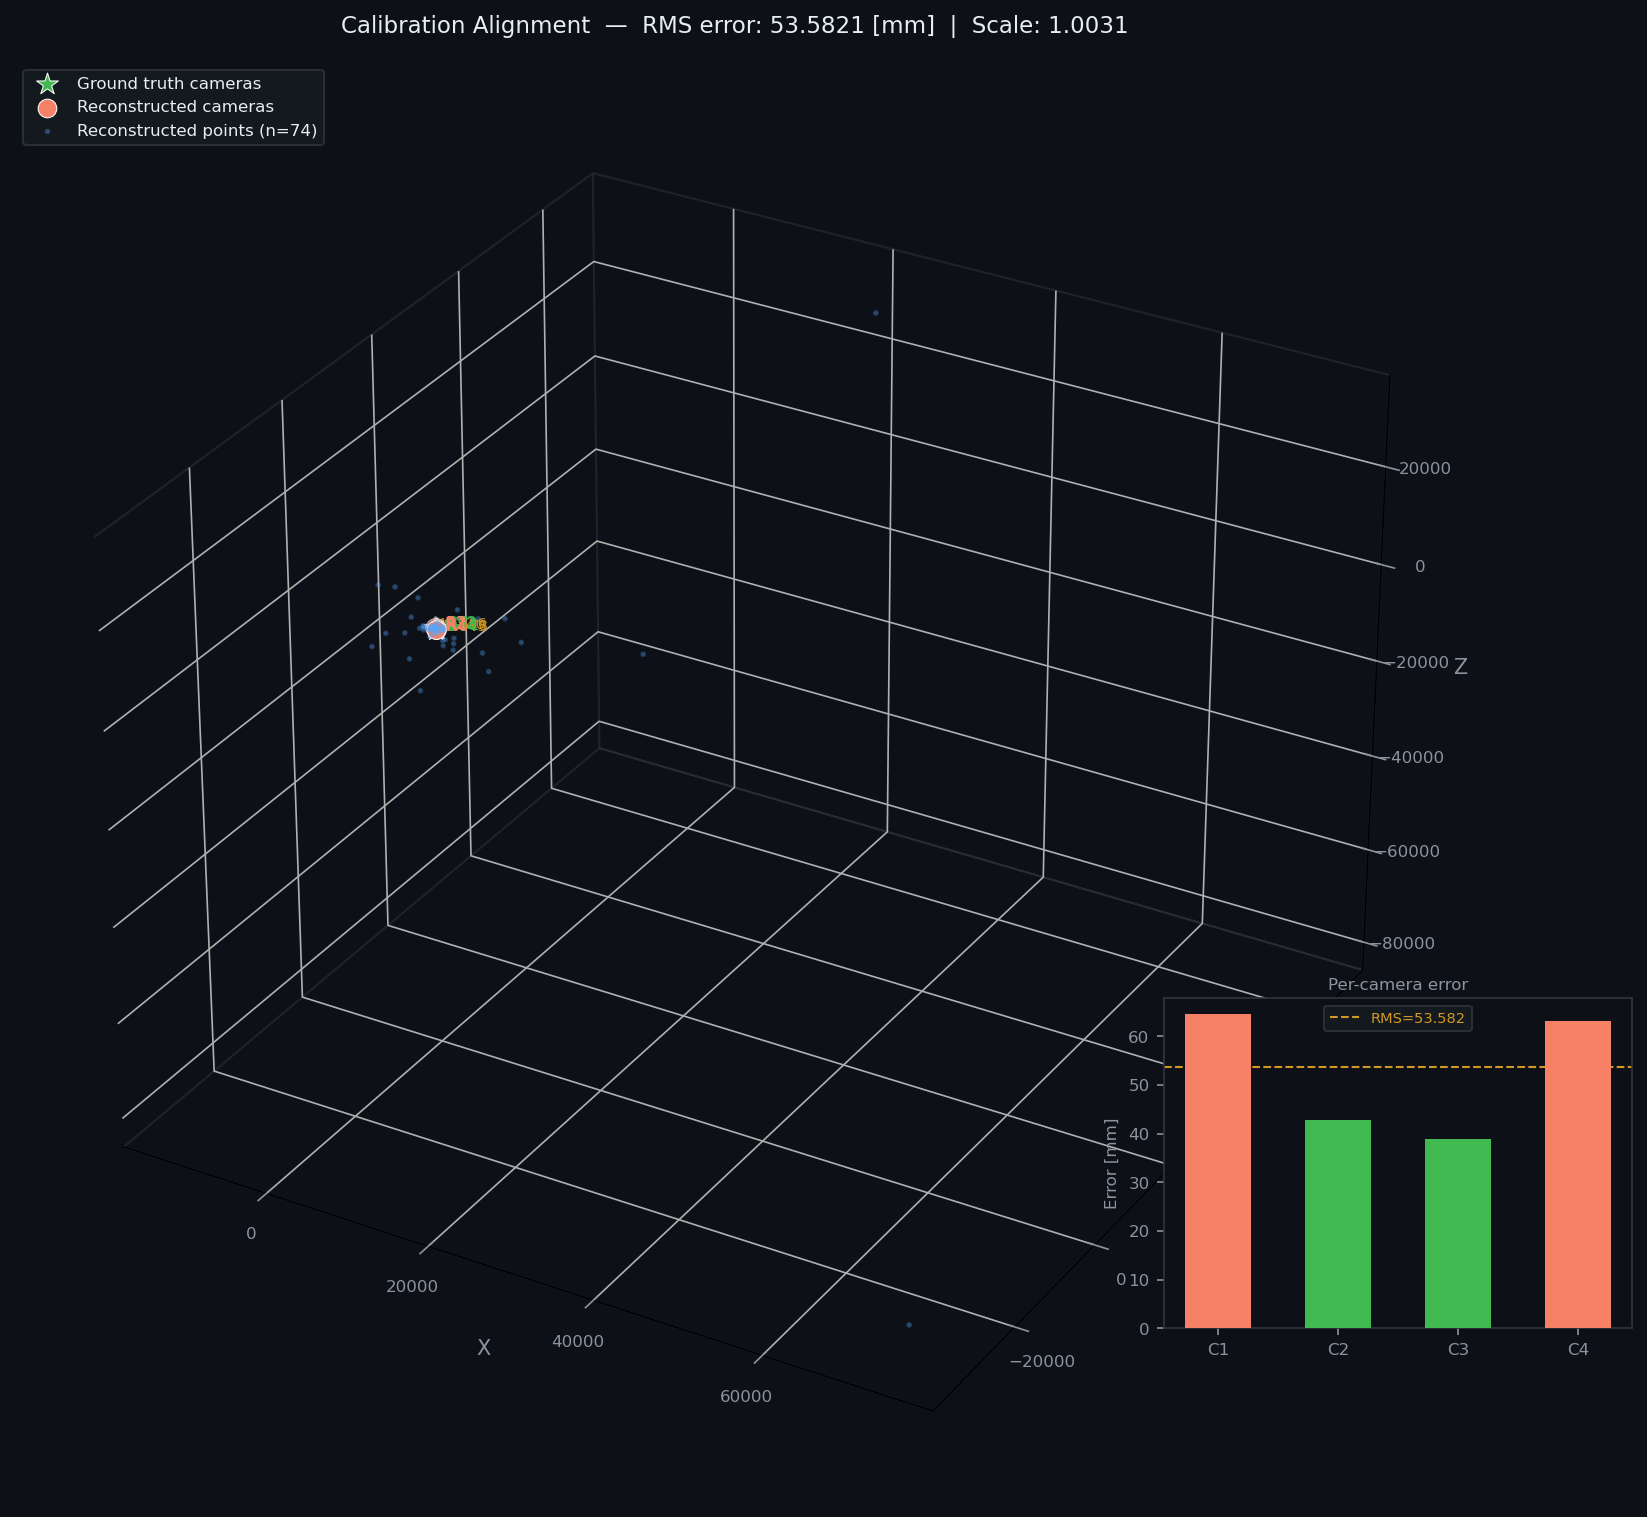 Calibration Alignment — RMS error: 53.5821 [mm] | Scale: 1.0031
Ground truth cameras
Reconstructed cameras
Reconstructed points (n=74)
20000
0
−20000
Z
−40000
−60000
−80000
0
20000
X
40000
60000
−20000
0
Per-camera error
RMS=53.582
Error [mm]
60
50
40
30
20
10
0
C1
C2
C3
C4